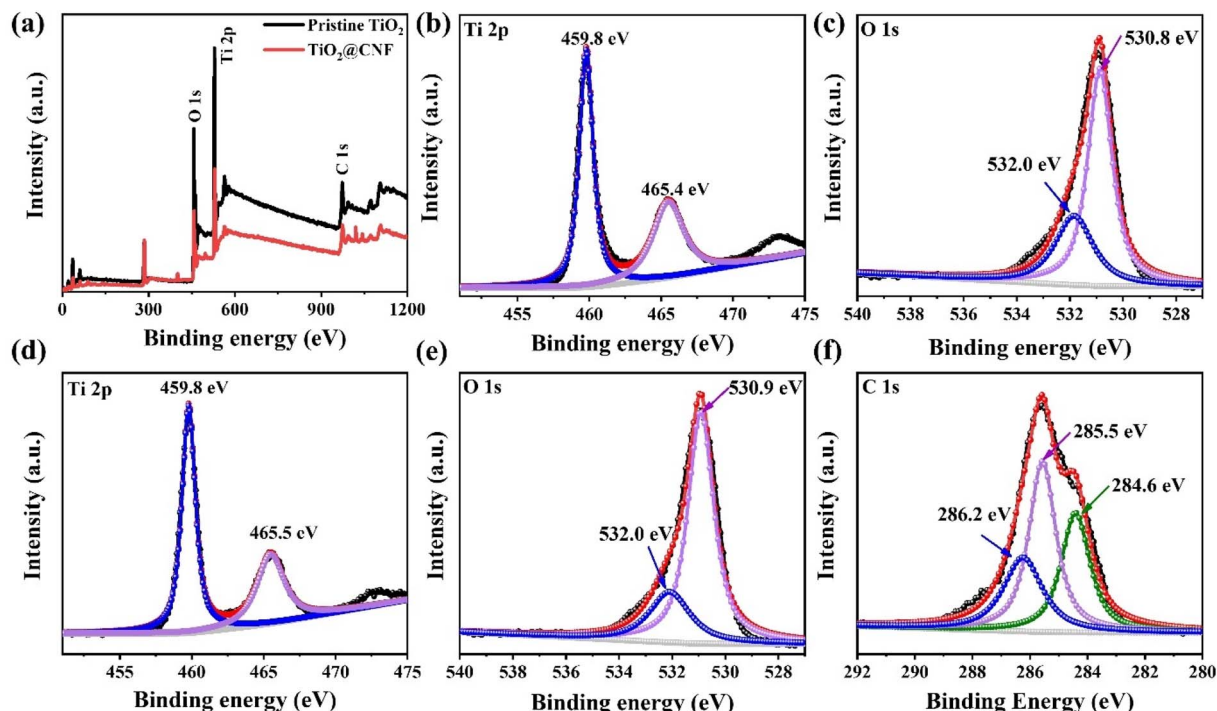 (a)
Pristine TiO2
TiO2@CNF
O 1s
Ti 2p
C 1s
Intensity (a.u.)
0 300 600 900 1200
Binding energy (eV)
(b)
Ti 2p
459.8 eV
465.4 eV
Intensity (a.u.)
455 460 465 470 475
Binding energy (eV)
(c)
O 1s
530.8 eV
532.0 eV
Intensity (a.u.)
540 538 536 534 532 530 528
Binding energy (eV)
(d)
Ti 2p
459.8 eV
465.5 eV
Intensity (a.u.)
455 460 465 470 475
Binding energy (eV)
(e)
O 1s
530.9 eV
532.0 eV
Intensity (a.u.)
540 538 536 534 532 530 528
Binding energy (eV)
(f)
C 1s
285.5 eV
284.6 eV
286.2 eV
Intensity (a.u.)
292 290 288 286 284 282 280
Binding Energy (eV)